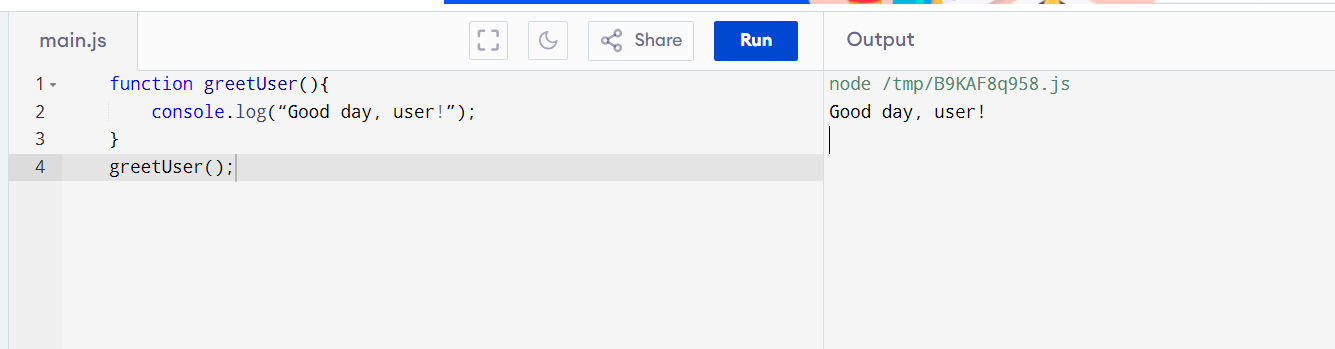 main.js
Share
Run
Output
1 function greetUser(){
2 console.log(“Good day, user!”);
3 }
4 greetUser();
node /tmp/B9KAF8q958.js
Good day, user!